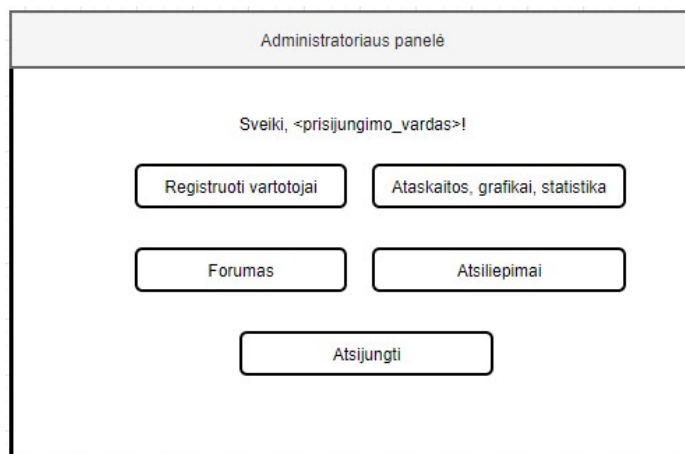 Administratoriaus panelė
Sveiki, <prisijungimo_vardas>!
Registruoti vartotojai
Ataskaitos, grafikai, statistika
Forumas
Atsiliepimai
Atsijungti